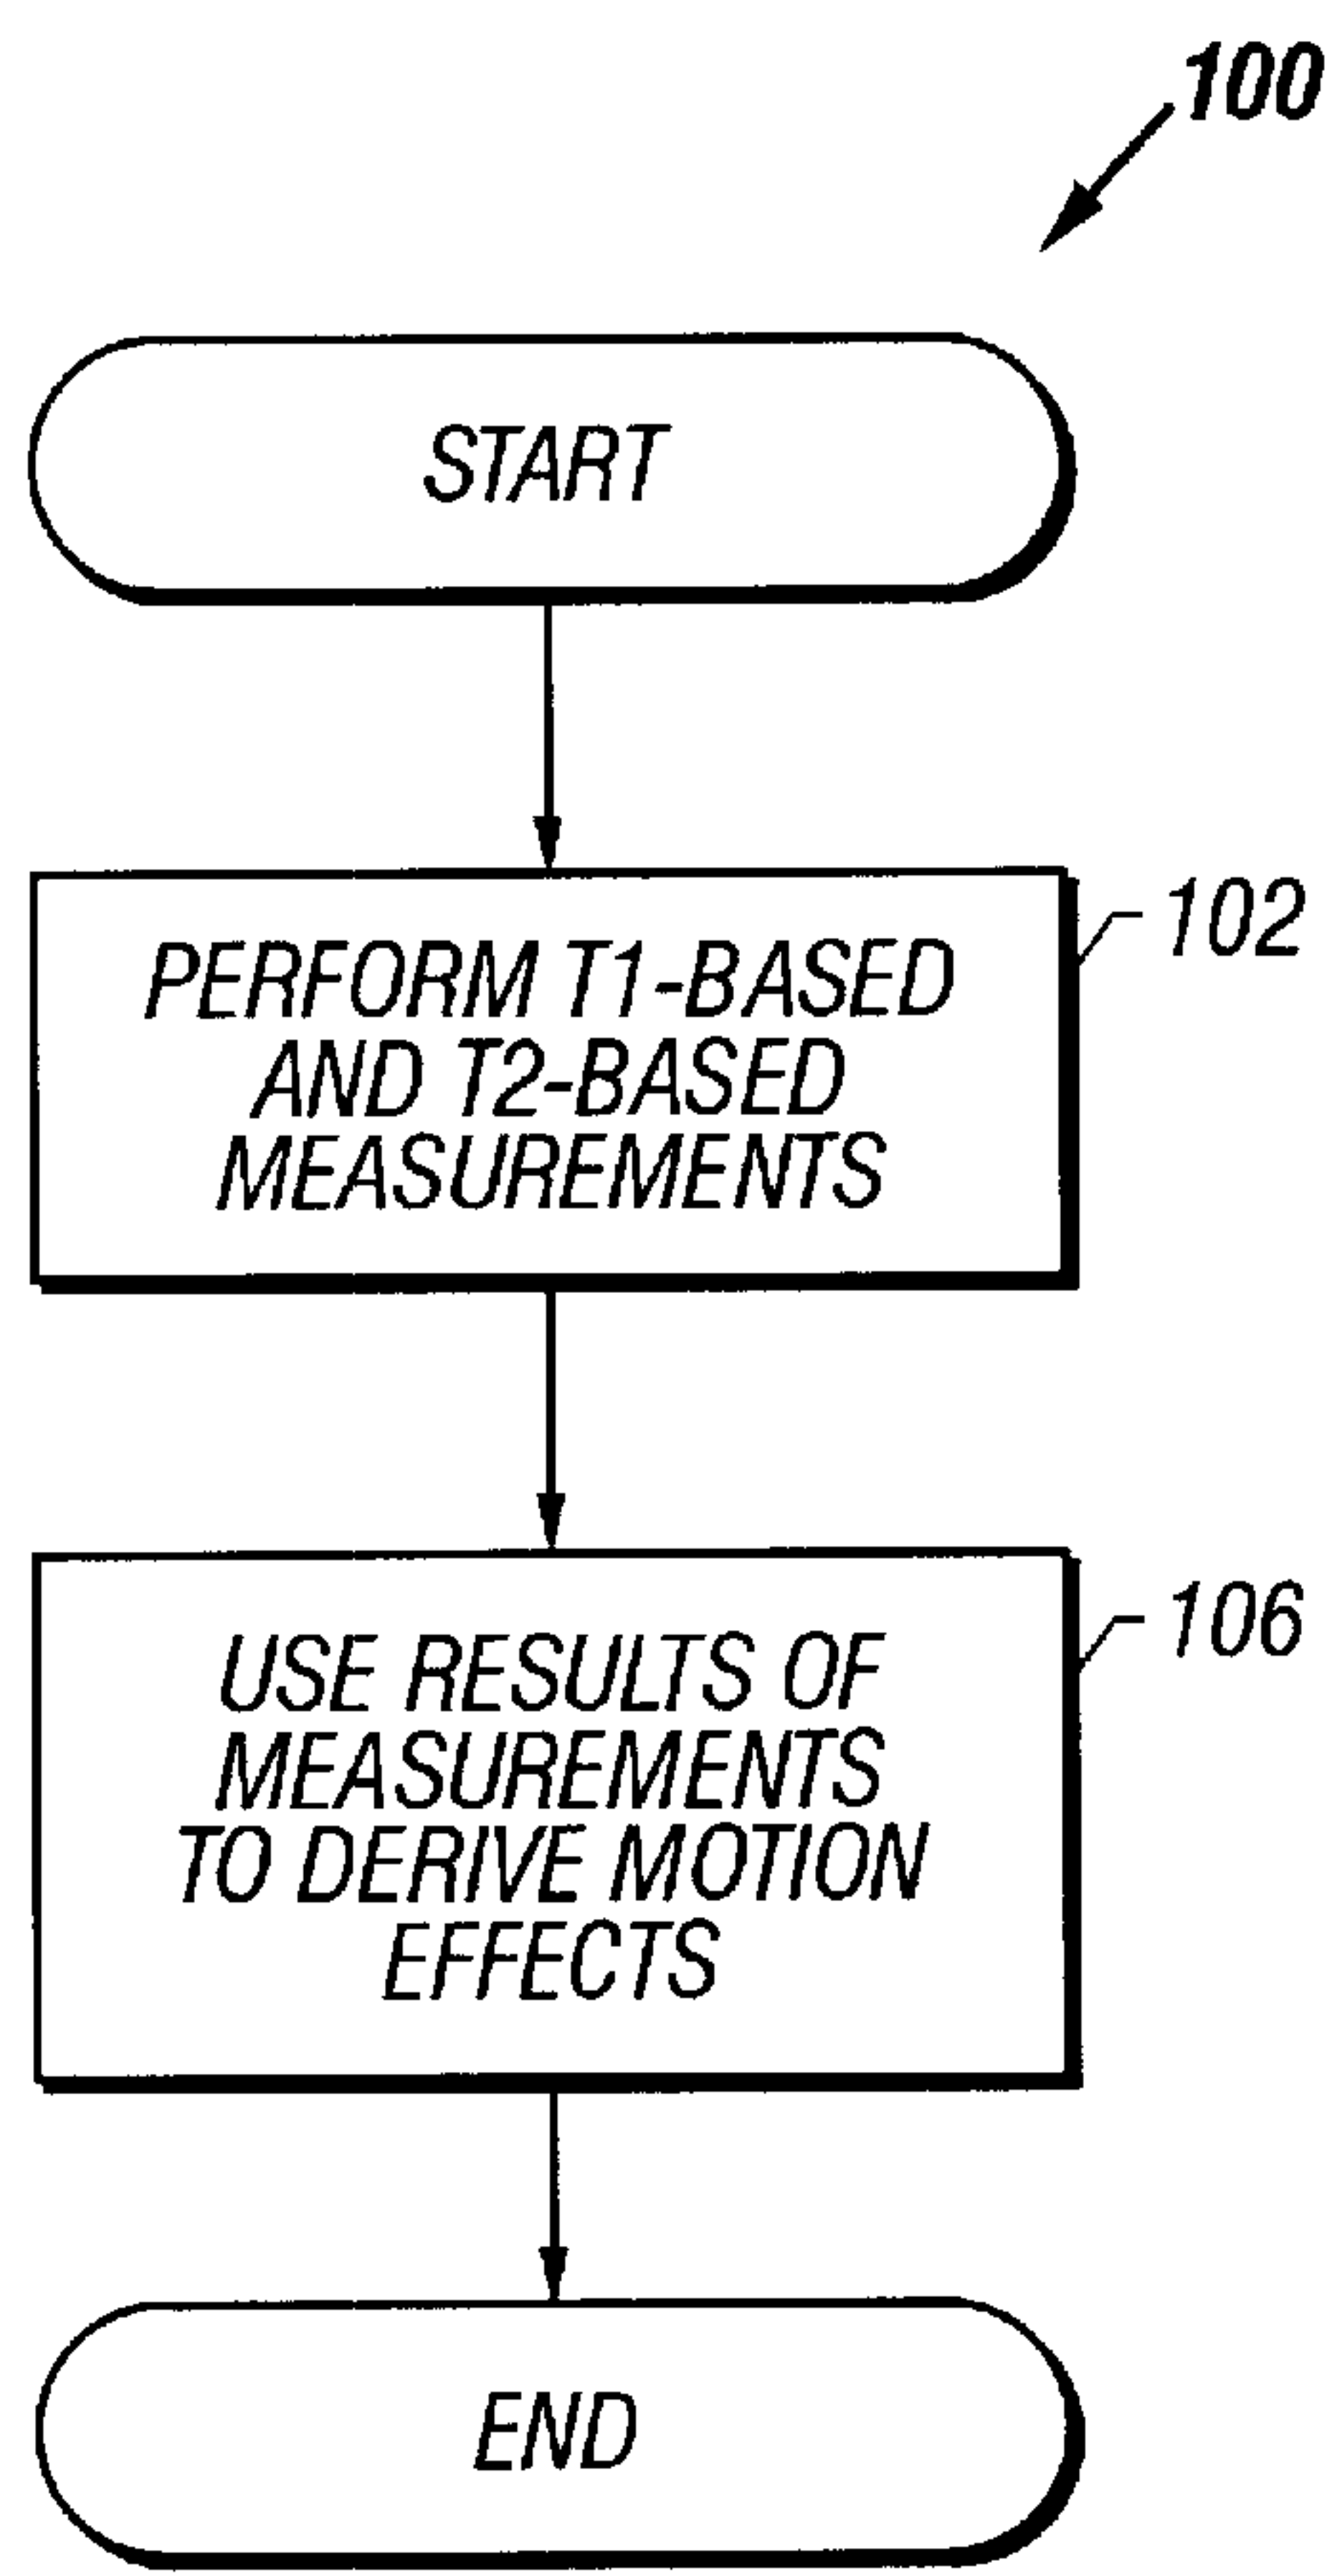 100
START
PERFORM T1-BASED
AND T2-BASED
MEASUREMENTS
102
USE RESULTS OF
MEASUREMENTS
TO DERIVE MOTION
EFFECTS
106
END